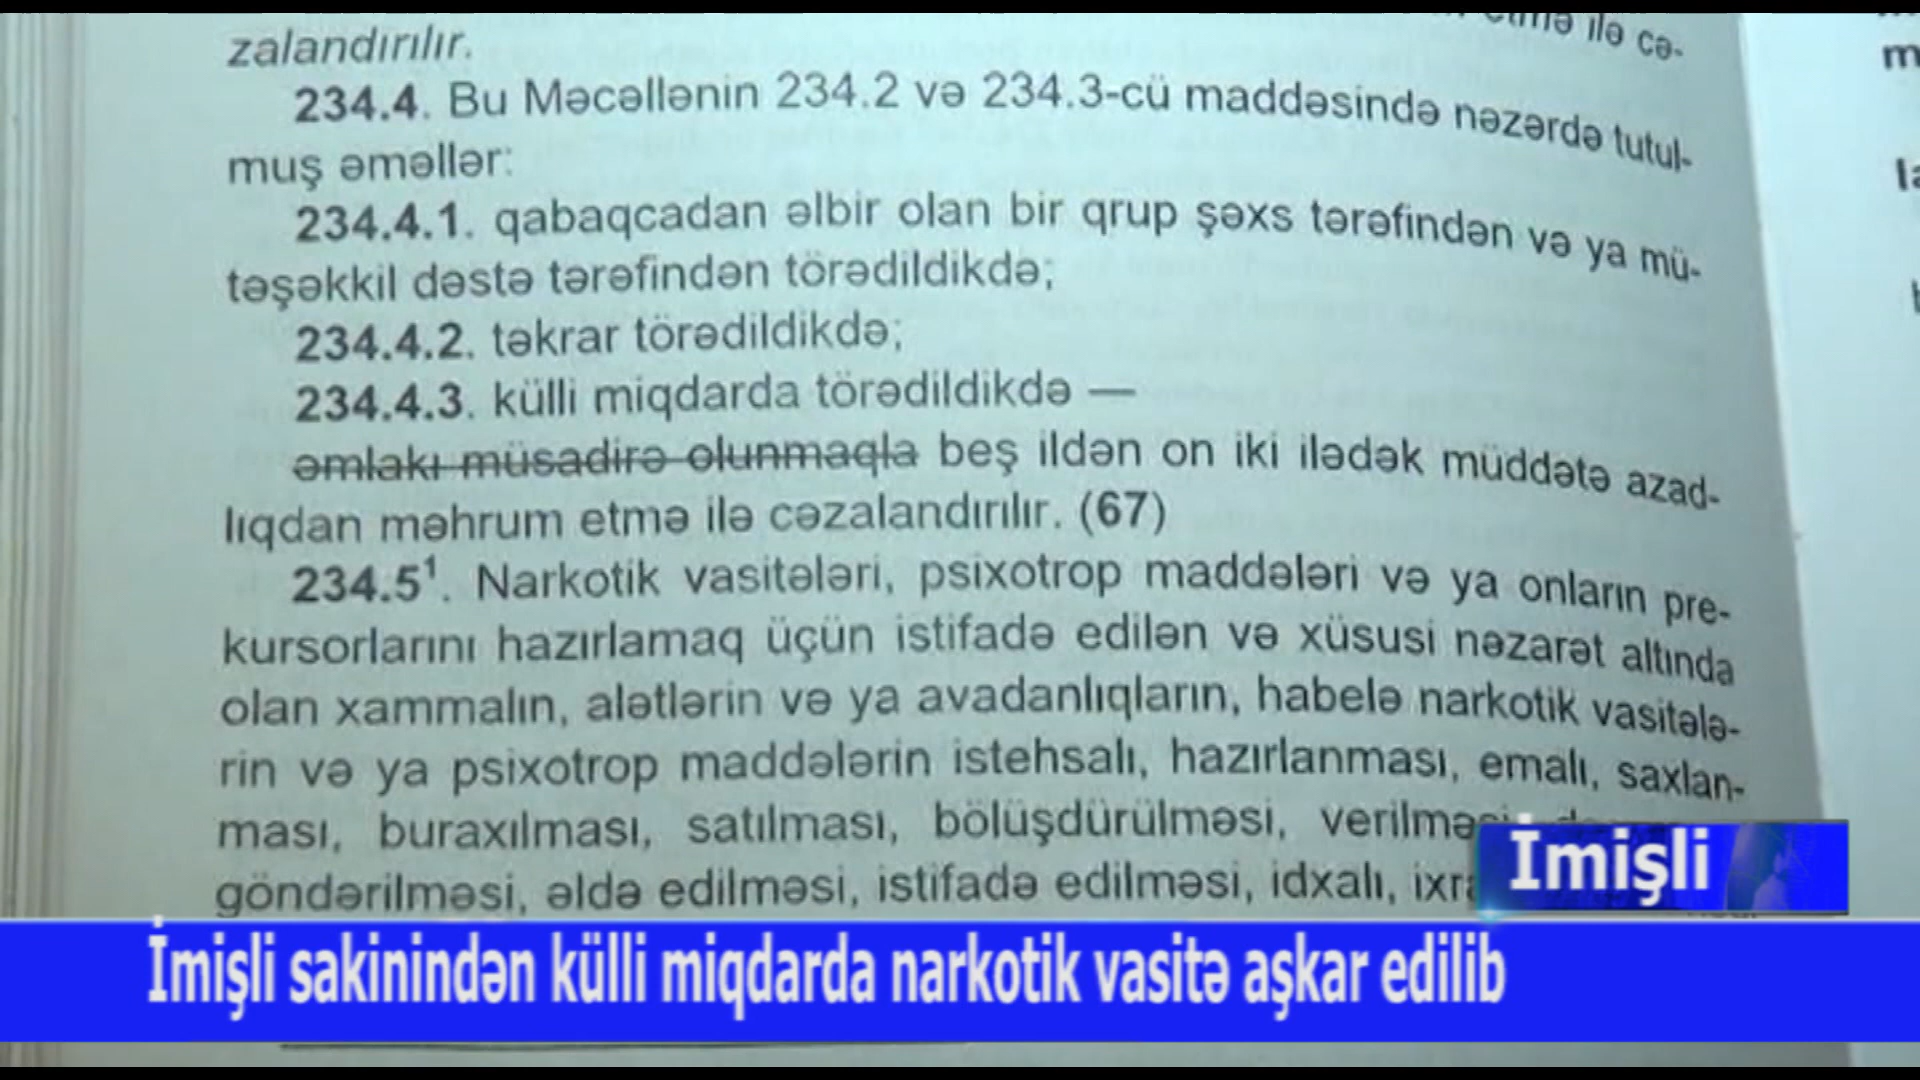 etmə ilə cə-
zalandırılır.
234.4. Bu Məcəllənin 234.2 və 234.3-cü maddəsində nəzərdə tutul-
muş əməllər:
234.4.1. qabaqcadan əlbir olan bir qrup şəxs tərəfindən və ya mü-
təşəkkil dəstə tərəfindən törədildikdə;
234.4.2. təkrar törədildikdə;
234.4.3. külli miqdarda törədildikdə —
əmlakı müsadirə olunmaqla beş ildən on iki ilədək müddətə azad-
lıqdan məhrum etmə ilə cəzalandırılır. (67)
234.5¹. Narkotik vasitələri, psixotrop maddələri və ya onların pre-
kursorlarını hazırlamaq üçün istifadə edilən və xüsusi nəzarət altında
olan xammalın, alətlərin və ya avadanlıqların, habelə narkotik vasitələ-
rin və ya psixotrop maddələrin istehsalı, hazırlanması, emalı, saxlan-
ması, buraxılması, satılması, bölüşdürülməsi, verilməsi,
göndərilməsi, əldə edilməsi, istifadə edilməsi, idxalı,
İmişli
İmişli sakinindən külli miqdarda narkotik vasitə aşkar edilib